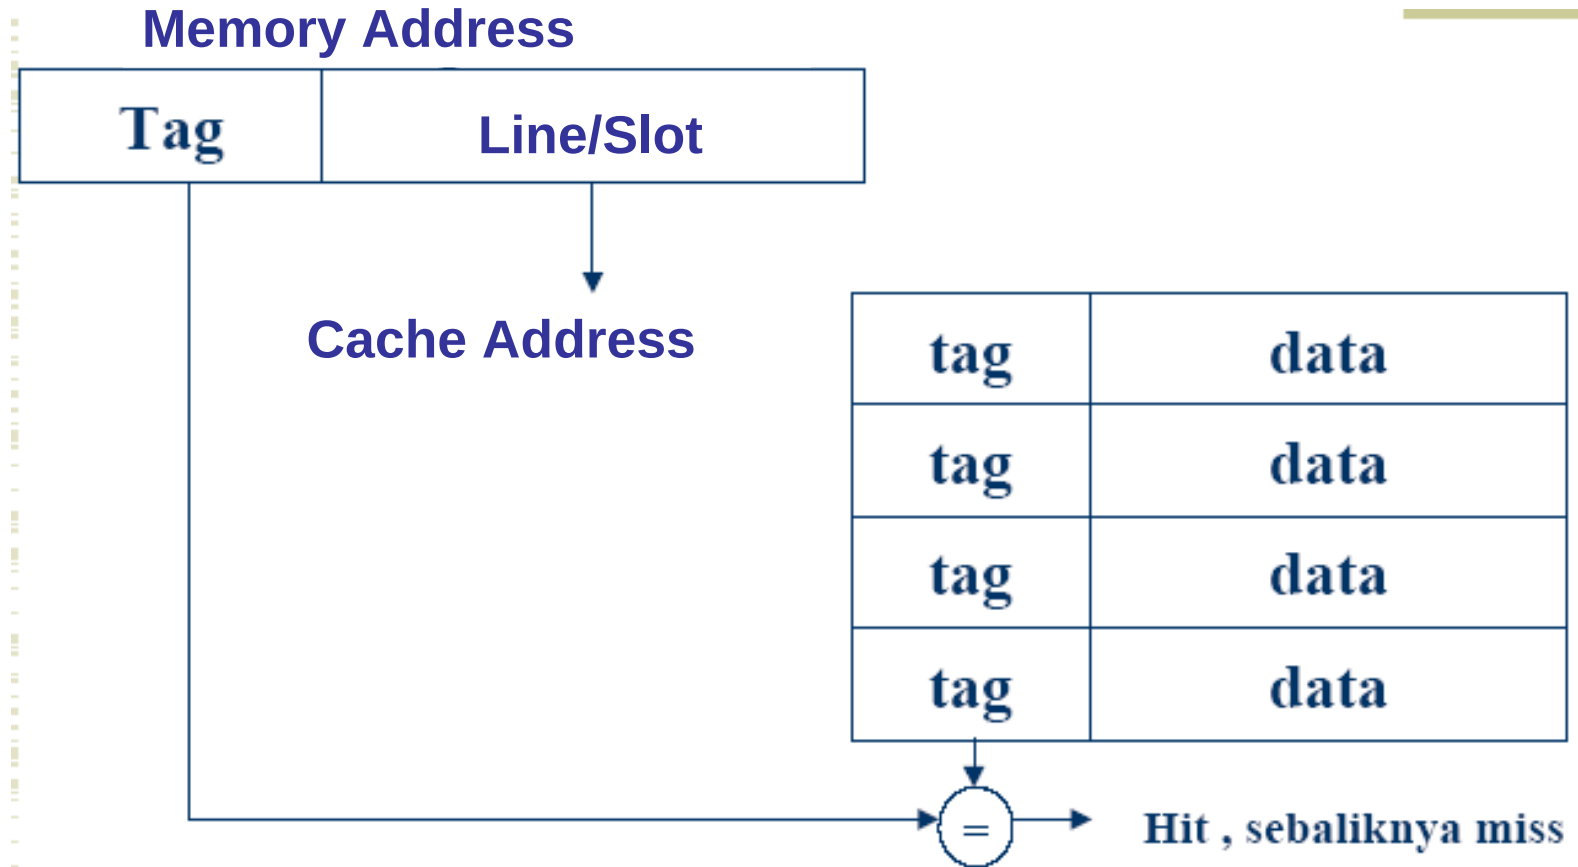 Memory Address
Tag Line/Slot
Cache Address
tag data
tag data
tag data
tag data
= Hit , sebaliknya miss